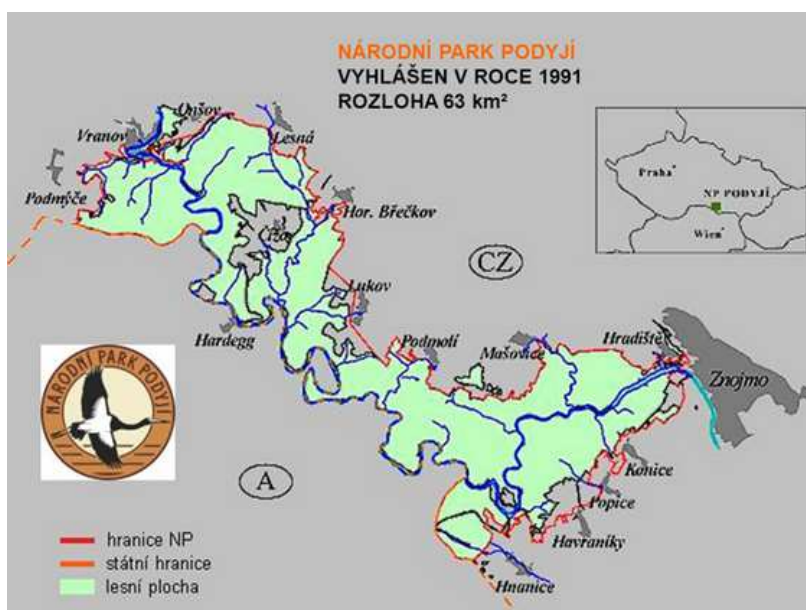 NÁRODNÍ PARK PODYJÍ
VYHLÁŠEN V ROCE 1991
ROZLOHA 63 km²
Onšov
Vranov
Lesná
Podmýče
Hor. Břečkov
Čížov
Praha
NP PODYJÍ
Wien
CZ
Lukov
Hardegg
Podmolí
Mašovice
Hradiště
Znojmo
NÁRODNÍ PARK PODYJÍ
A
Konice
Popice
Havraníky
Hnanice
hranice NP
státní hranice
lesní plocha